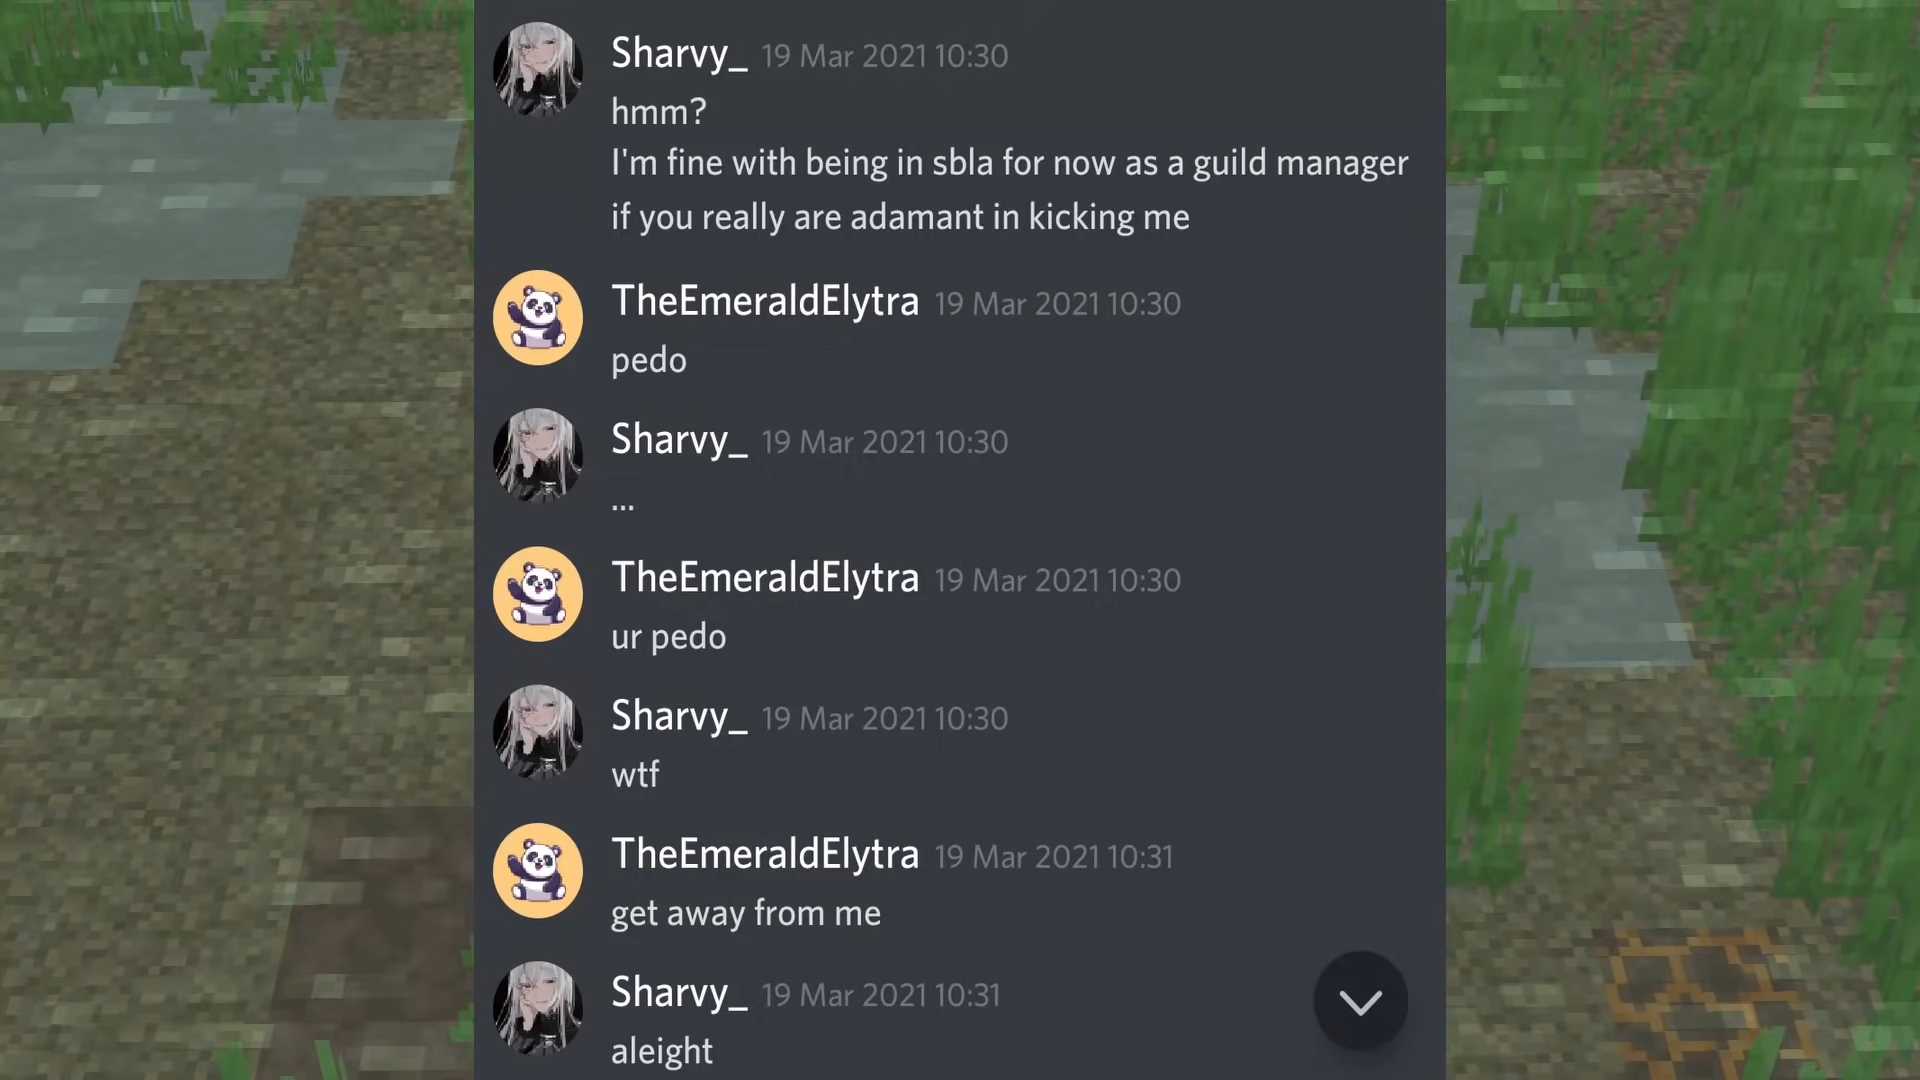 Sharvy_ 19 Mar 2021 10:30
hmm?
I'm fine with being in sbla for now as a guild manager
if you really are adamant in kicking me
TheEmeraldElytra 19 Mar 2021 10:30
pedo
Sharvy_ 19 Mar 2021 10:30
...
TheEmeraldElytra 19 Mar 2021 10:30
ur pedo
Sharvy_ 19 Mar 2021 10:30
wtf
TheEmeraldElytra 19 Mar 2021 10:31
get away from me
Sharvy_ 19 Mar 2021 10:31
aleight